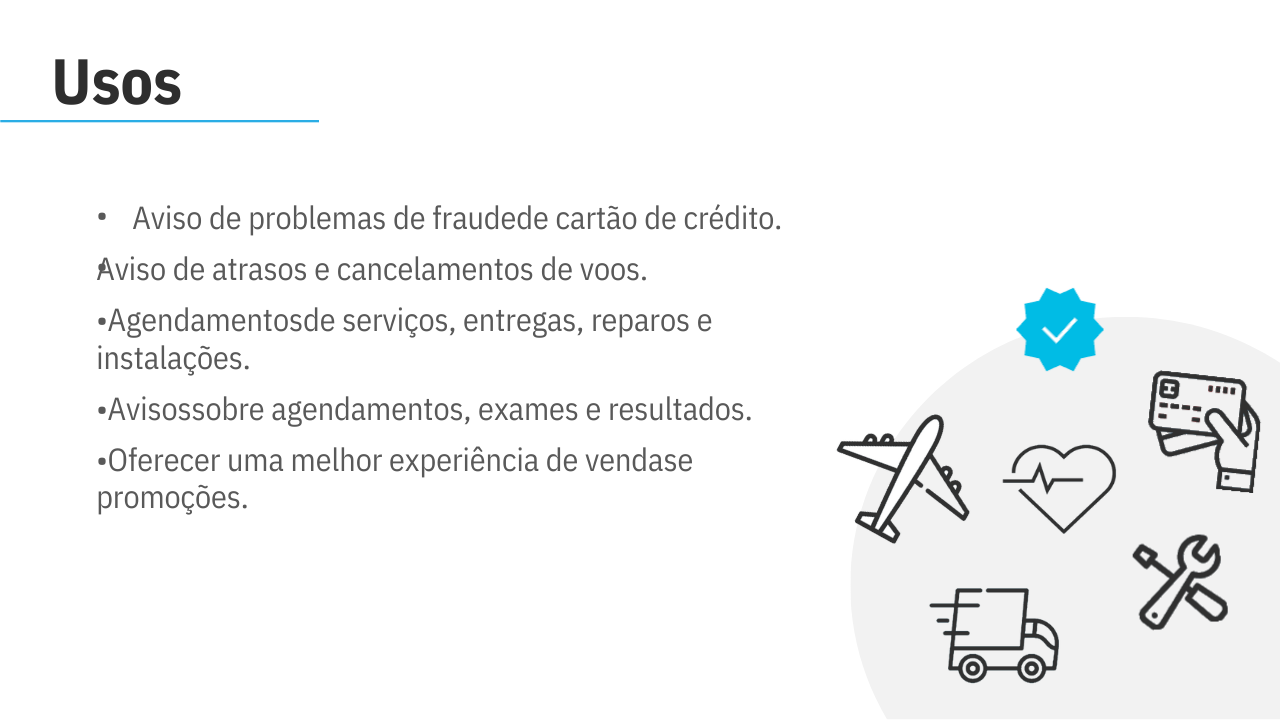 Usos
• Aviso de problemas de fraudede cartão de crédito.
•Aviso de atrasos e cancelamentos de voos.
•Agendamentosde serviços, entregas, reparos e
instalações.
•Avisossobre agendamentos, exames e resultados.
•Oferecer uma melhor experiência de vendase
promoções.